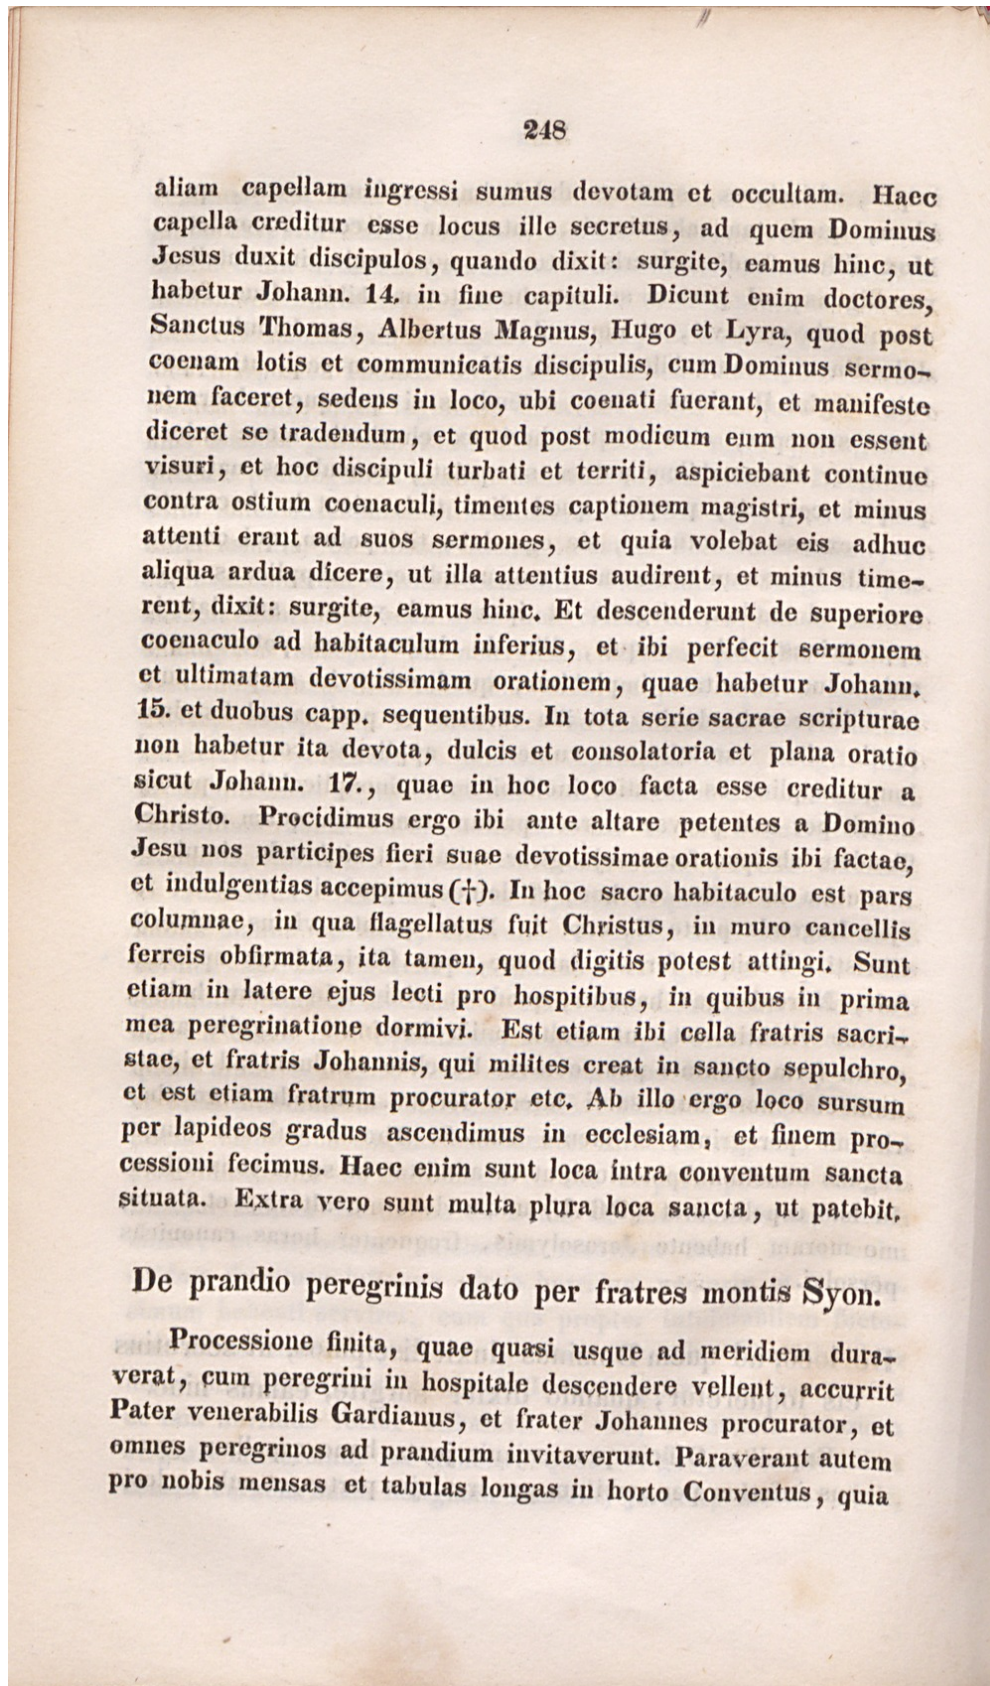 248
aliam capellam ingressi sumus devotam et occultam. Haec
capella creditur esse locus ille secretus, ad quem Dominus
Jesus duxit discipulos, quando dixit: surgite, eamus hinc, ut
habetur Johann. 14. in fine capituli. Dicunt enim doctores,
Sanctus Thomas, Albertus Magnus, Hugo et Lyra, quod post
coenam lotis et communicatis discipulis, cum Dominus sermo-
nem faceret, sedens in loco, ubi coenati fuerant, et manifeste
diceret se tradendum, et quod post modicum eum non essent
visuri, et hoc discipuli turbati et territi, aspiciebant continue
contra ostium coenaculi, timentes captionem magistri, et minus
attenti erant ad suos sermones, et quia volebat eis adhuc
aliqua ardua dicere, ut illa attentius audirent, et minus time-
rent, dixit: surgite, eamus hinc. Et descenderunt de superiore
coenaculo ad habitaculum inferius, et ibi perfecit sermonem
et ultimatam devotissimam orationem, quae habetur Johann.
15. et duobus capp. sequentibus. In tota serie sacrae scripturae
non habetur ita devota, dulcis et consolatoria et plana oratio
sicut Johann. 17., quae in hoc loco facta esse creditur a
Christo. Procidimus ergo ibi ante altare petentes a Domino
Jesu nos participes fieri suae devotissimae orationis ibi factae,
et indulgentias accepimus (†). In hoc sacro habitaculo est pars
columnae, in qua flagellatus fuit Christus, in muro cancellis
ferreis obfirmata, ita tamen, quod digitis potest attingi. Sunt
etiam in latere ejus lecti pro hospitibus, in quibus in prima
mea peregrinatione dormivi. Est etiam ibi cella fratris sacri-
stae, et fratris Johannis, qui milites creat in sancto sepulchro,
et est etiam fratrum procurator etc. Ab illo ergo loco sursum
per lapideos gradus ascendimus in ecclesiam, et finem pro-
cessioni fecimus. Haec enim sunt loca intra conventum sancta
situata. Extra vero sunt multa plura loca sancta, ut patebit.
De prandio peregrinis dato per fratres montis Syon.
Processione finita, quae quasi usque ad meridiem dura-
verat, cum peregrini in hospitale descendere vellent, accurrit
Pater venerabilis Gardianus, et frater Johannes procurator, et
omnes peregrinos ad prandium invitaverunt. Paraverant autem
pro nobis mensas et tabulas longas in horto Conventus, quia